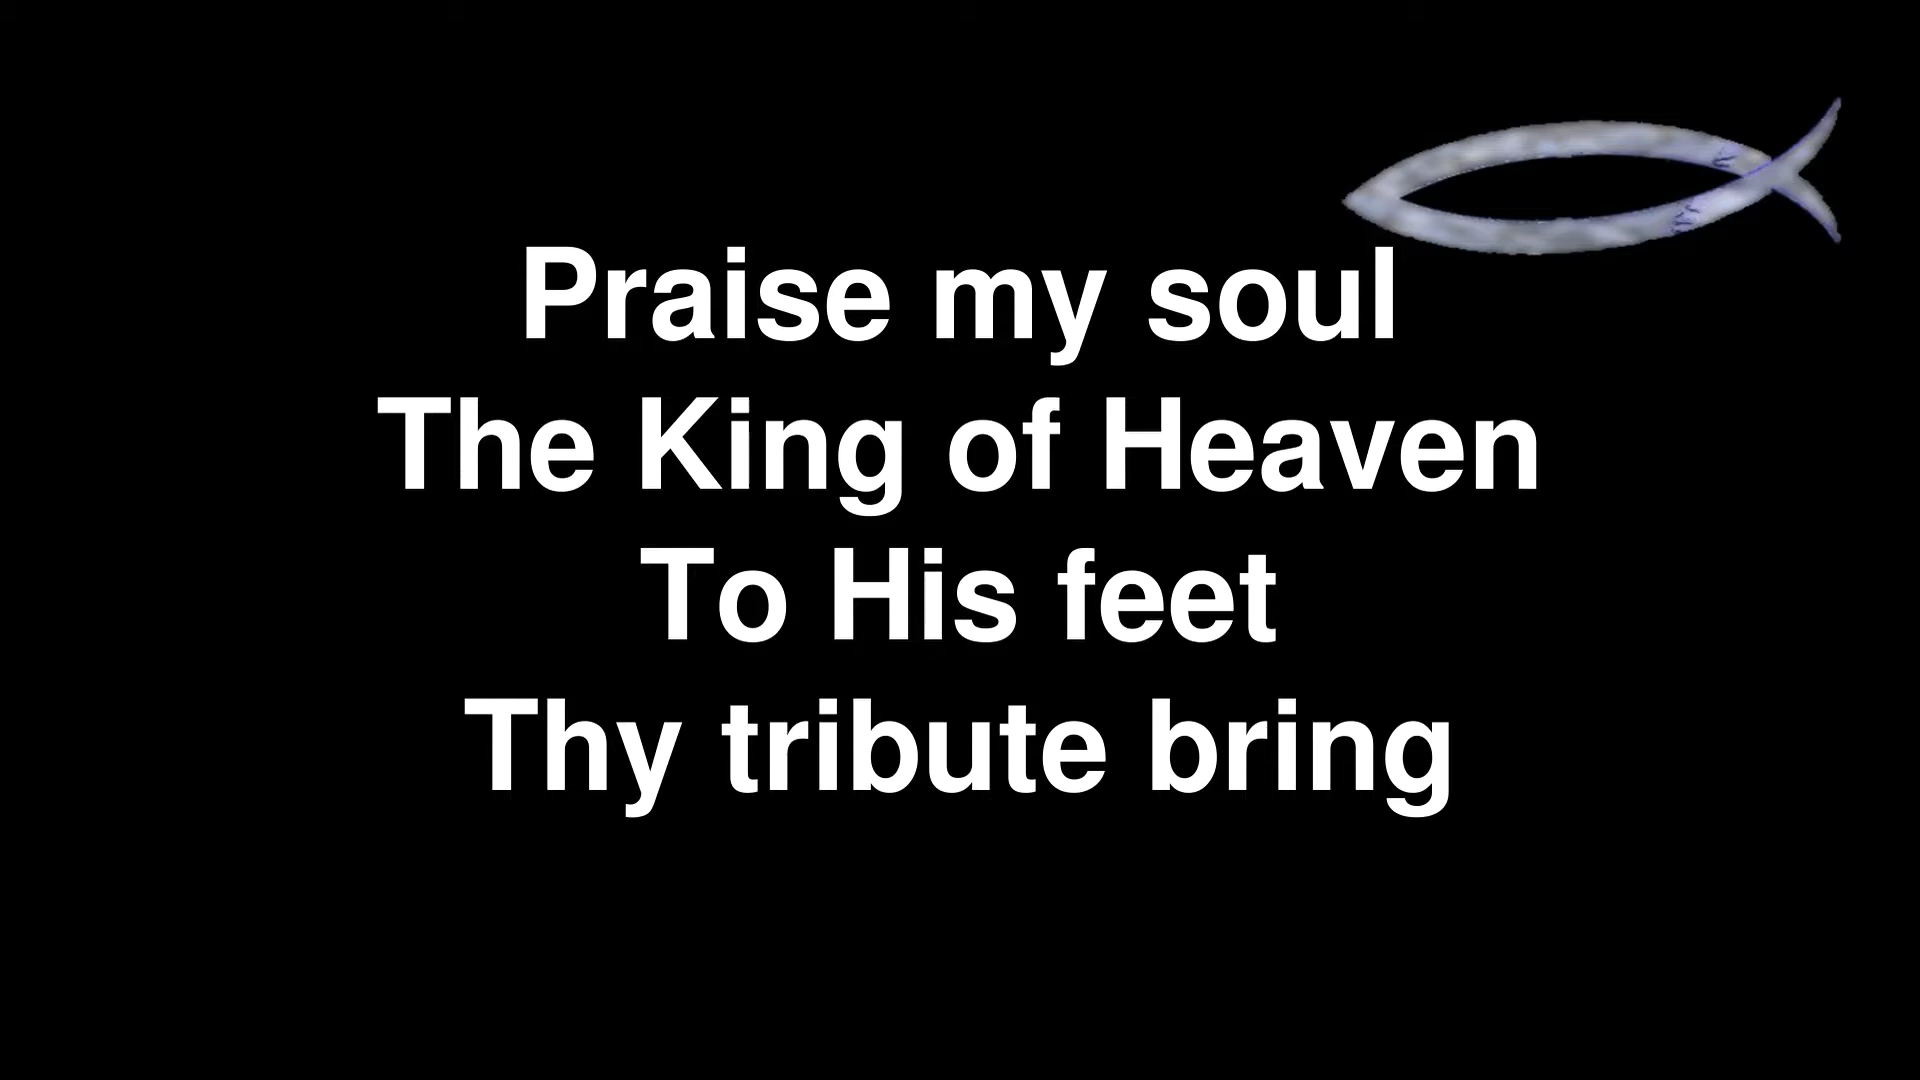 Praise my soul
The King of Heaven
To His feet
Thy tribute bring